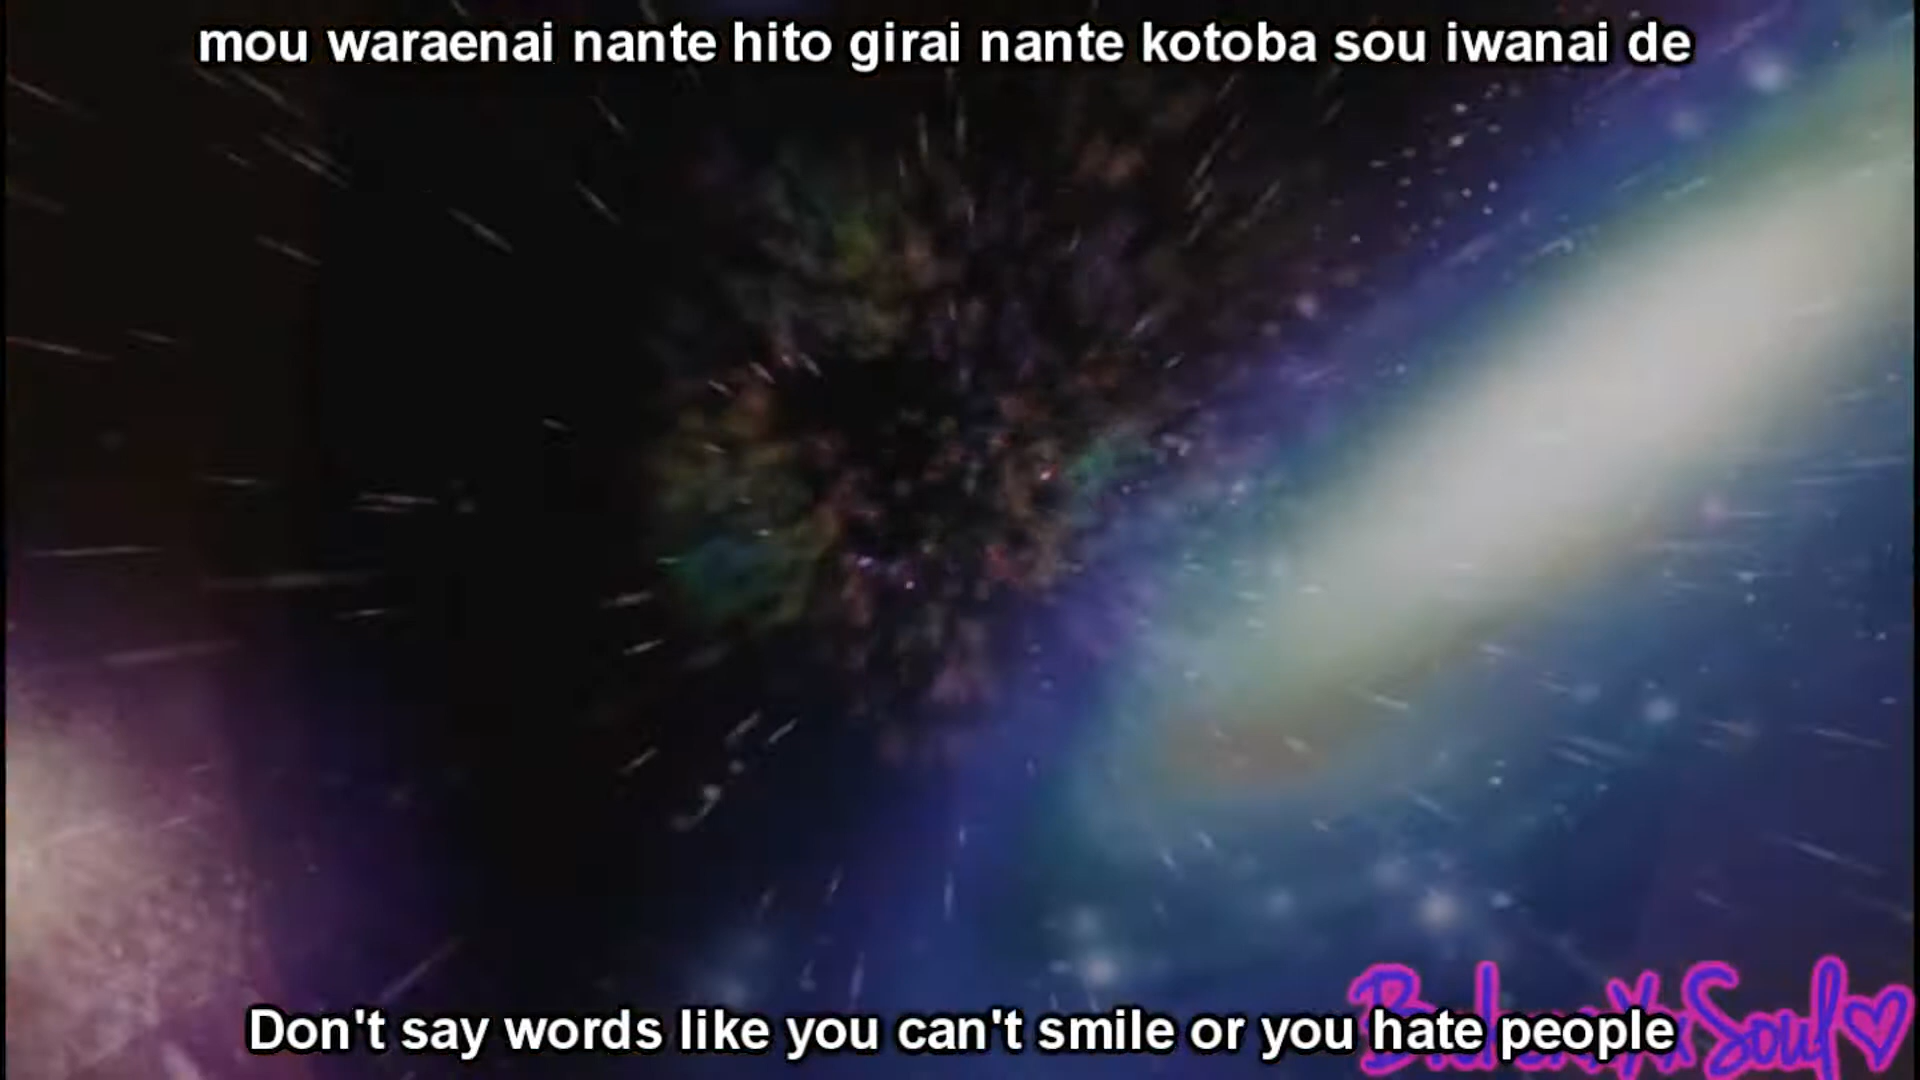 mou waraenai nante hito girai nante kotoba sou iwanai de
Don't say words like you can't smile or you hate people
Soul